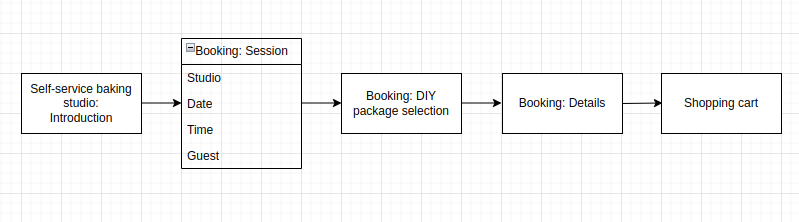 Self-service baking
studio:
Introduction
Booking: Session
Studio
Date
Time
Guest
Booking: DIY
package selection
Booking: Details
Shopping cart